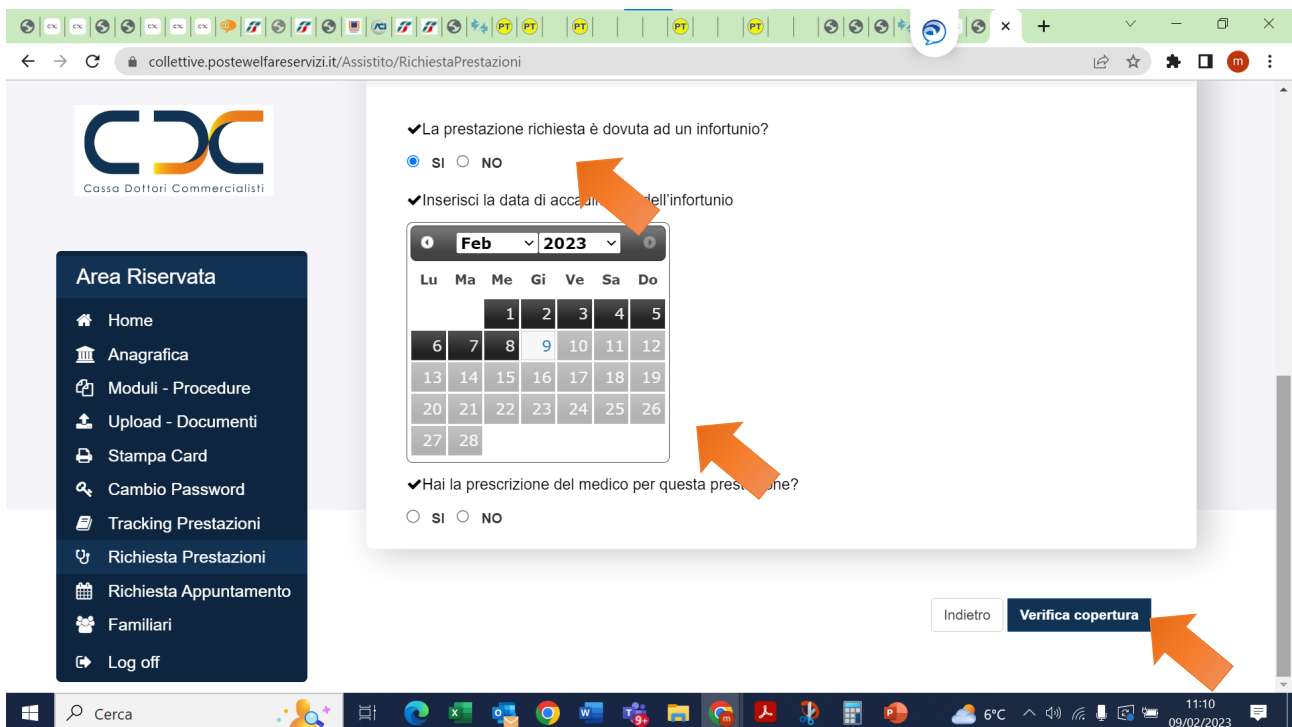 collettive.postewelfareservizi.it/Assistito/RichiestaPrestazioni
m
CDC
Cassa Dottori Commercialisti
Area Riservata
Home
Anagrafica
Moduli - Procedure
Upload - Documenti
Stampa Card
Cambio Password
Tracking Prestazioni
Richiesta Prestazioni
Richiesta Appuntamento
Familiari
Log off
La prestazione richiesta è dovuta ad un infortunio?
SI NO
Inserisci la data di dell'infortunio
Feb 2023
Lu Ma Me Gi Ve Sa Do
1 2 3 4 5
6 7 8 9 10 11 12
13 14 15 16 17 18 19
20 21 22 23 24 25 26
27 28
Hai la prescrizione del medico per questa
SI NO
Indietro Verifica copertura
Cerca
6°C
11:10
09/02/2023